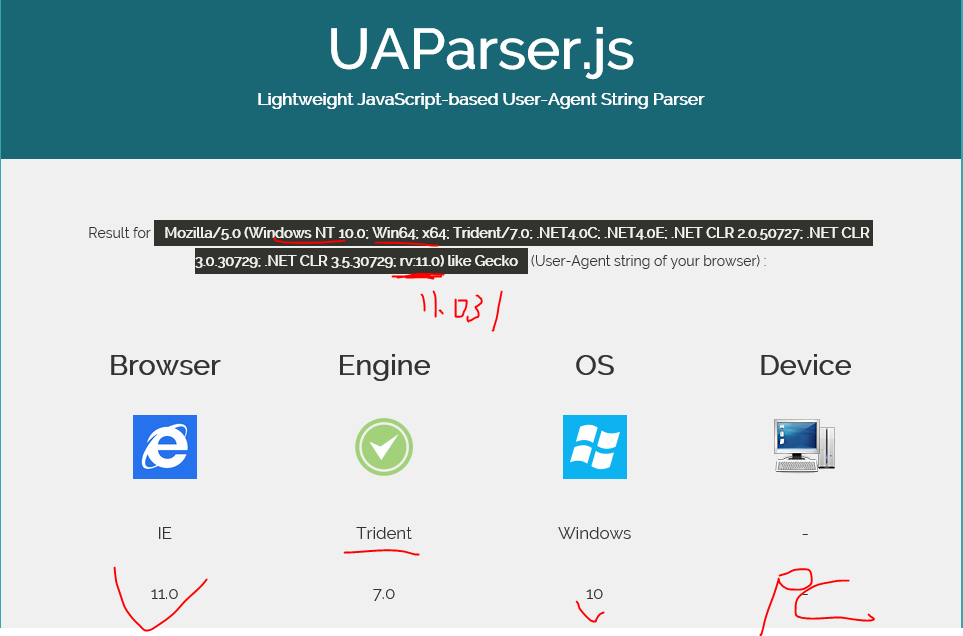 UAParser.js
Lightweight JavaScript-based User-Agent String Parser
Result for Mozilla/5.0 (Windows NT 10.0; Win64; x64; Trident/7.0; .NET4.0C; .NET4.0E; .NET CLR 2.0.50727; .NET CLR
3.0.30729; .NET CLR 3.5.30729; rv:11.0) like Gecko (User-Agent string of your browser) :
11.031
Browser Engine OS Device
IE Trident Windows -
11.0 7.0 10 -
PC